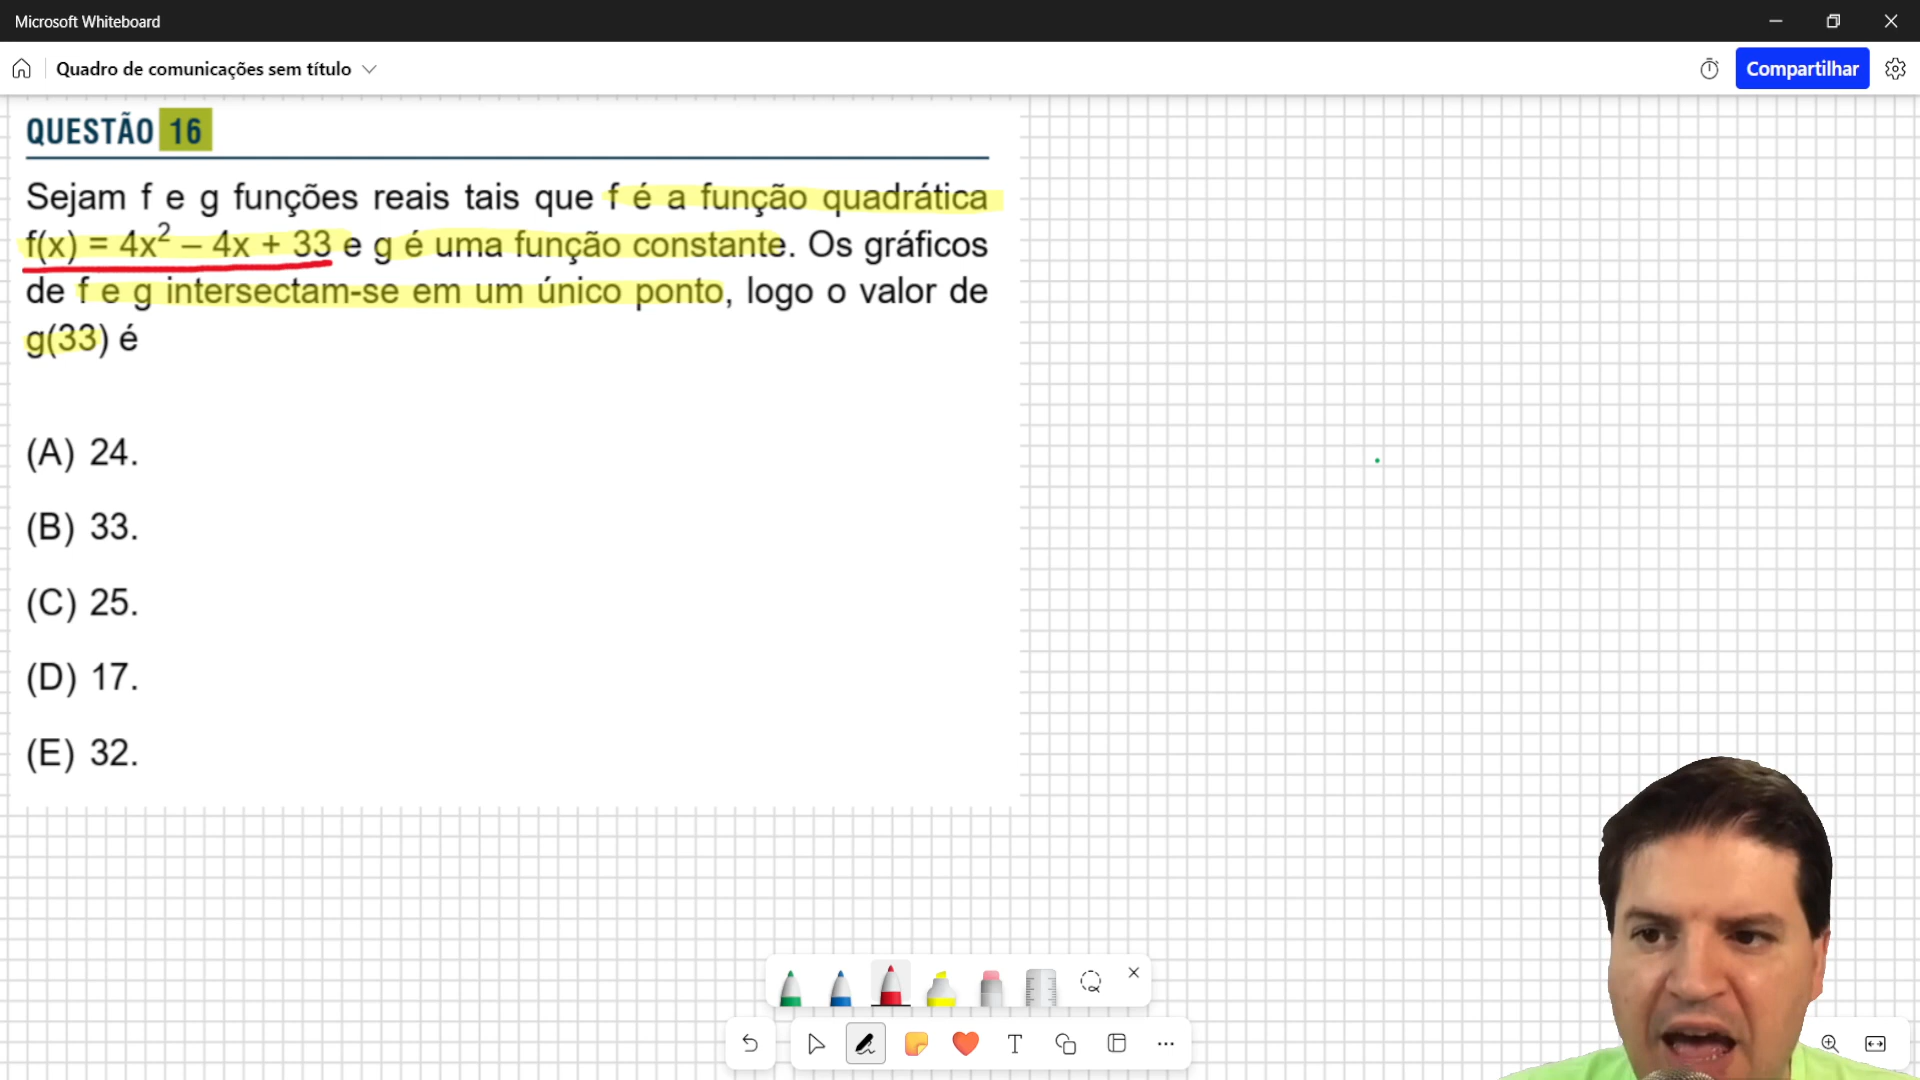 Microsoft Whiteboard
Quadro de comunicações sem título
Compartilhar
QUESTÃO 16
Sejam f e g funções reais tais que f é a função quadrática
f(x) = 4x² – 4x + 33 e g é uma função constante. Os gráficos
de f e g intersectam-se em um único ponto, logo o valor de
g(33) é
(A) 24.
(B) 33.
(C) 25.
(D) 17.
(E) 32.